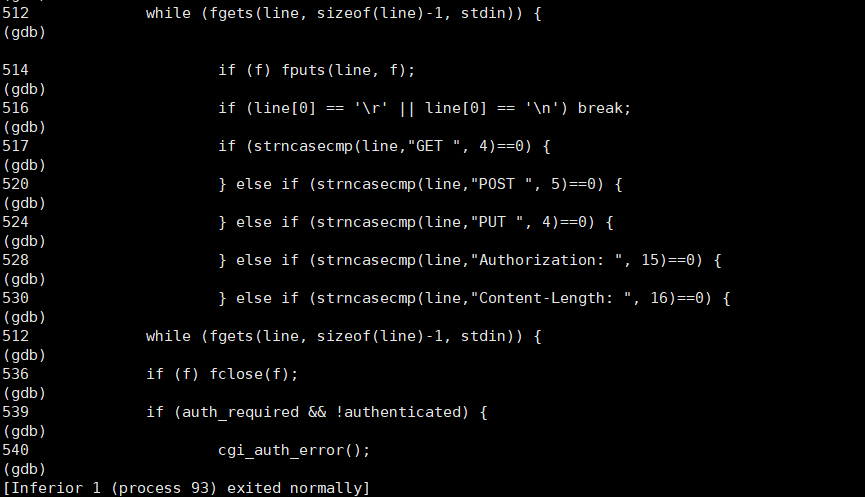 512		while (fgets(line, sizeof(line)-1, stdin)) {
(gdb)
514			if (f) fputs(line, f);
(gdb)
516			if (line[0] == '\r' || line[0] == '\n') break;
(gdb)
517			if (strncasecmp(line,"GET ", 4)==0) {
(gdb)
520			} else if (strncasecmp(line,"POST ", 5)==0) {
(gdb)
524			} else if (strncasecmp(line,"PUT ", 4)==0) {
(gdb)
528			} else if (strncasecmp(line,"Authorization: ", 15)==0) {
(gdb)
530			} else if (strncasecmp(line,"Content-Length: ", 16)==0) {
(gdb)
512		while (fgets(line, sizeof(line)-1, stdin)) {
(gdb)
536		if (f) fclose(f);
(gdb)
539		if (auth_required && !authenticated) {
(gdb)
540			cgi_auth_error();
(gdb)
[Inferior 1 (process 93) exited normally]